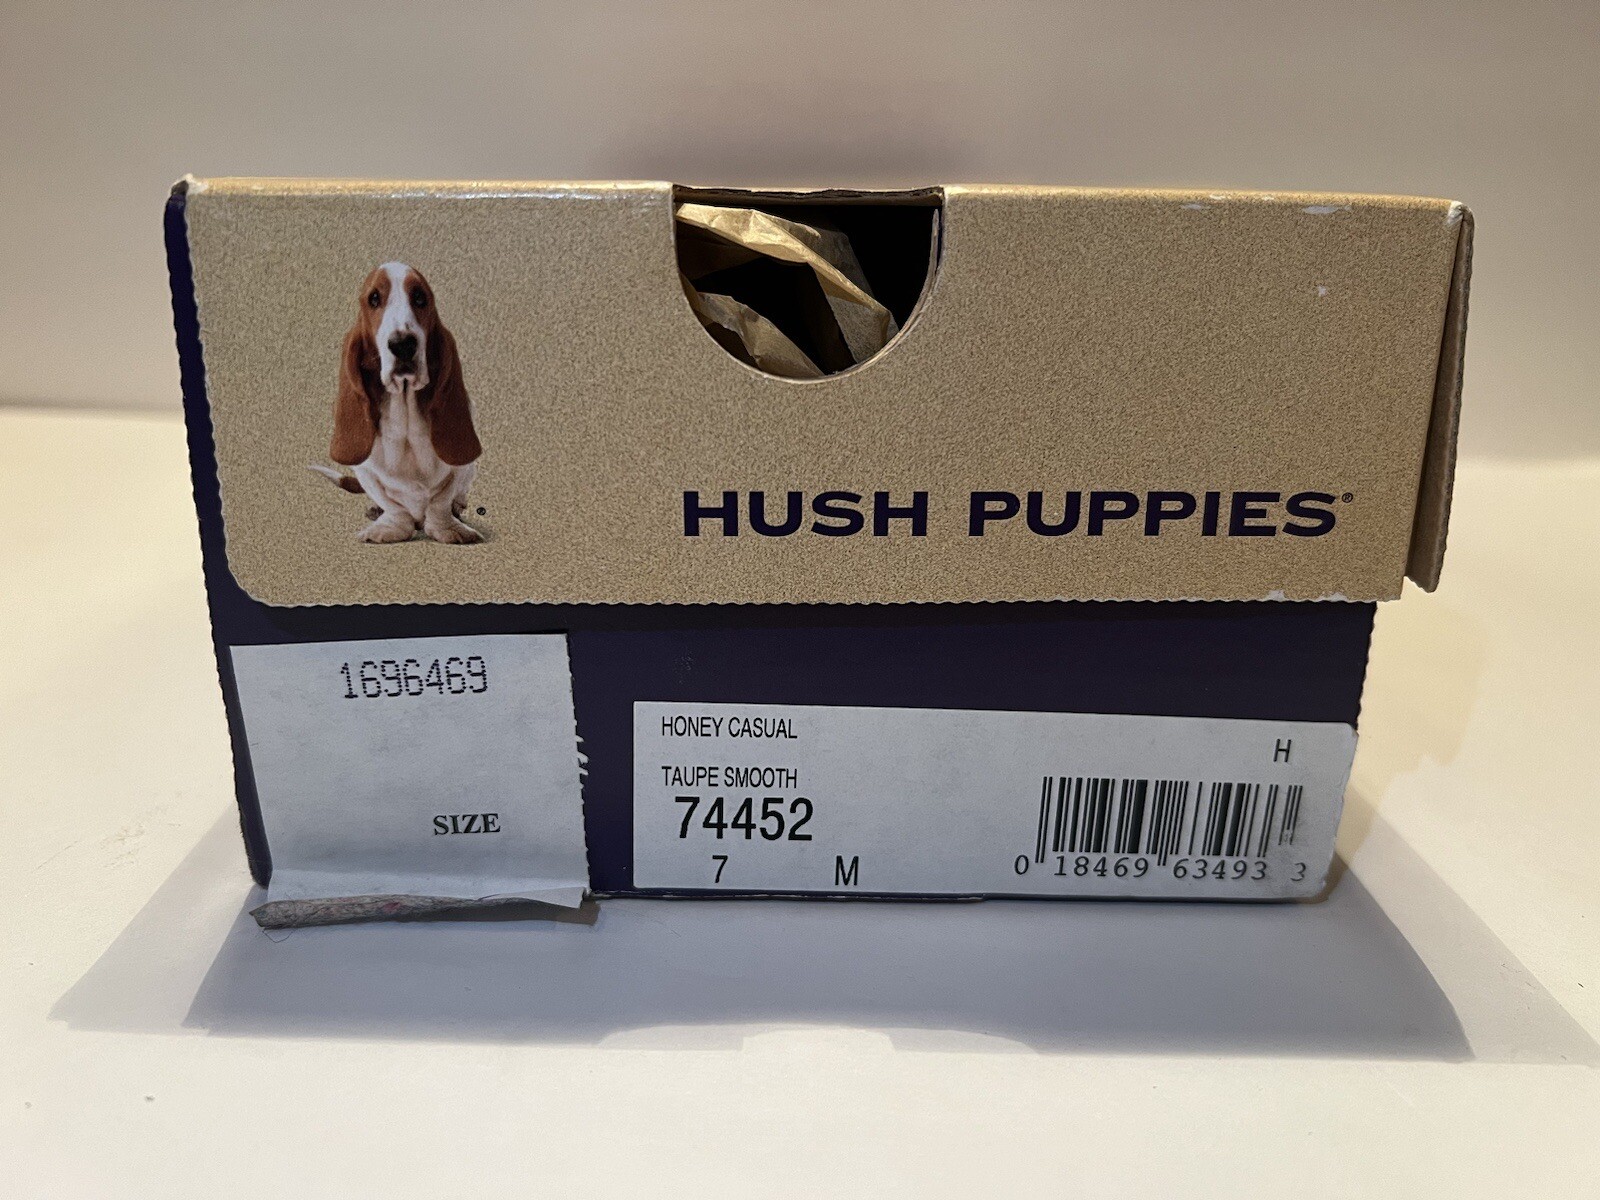 HUSH PUPPIES®
1696469
SIZE
HONEY CASUAL
H
TAUPE SMOOTH
74452
7 M
0 18469 63493 3